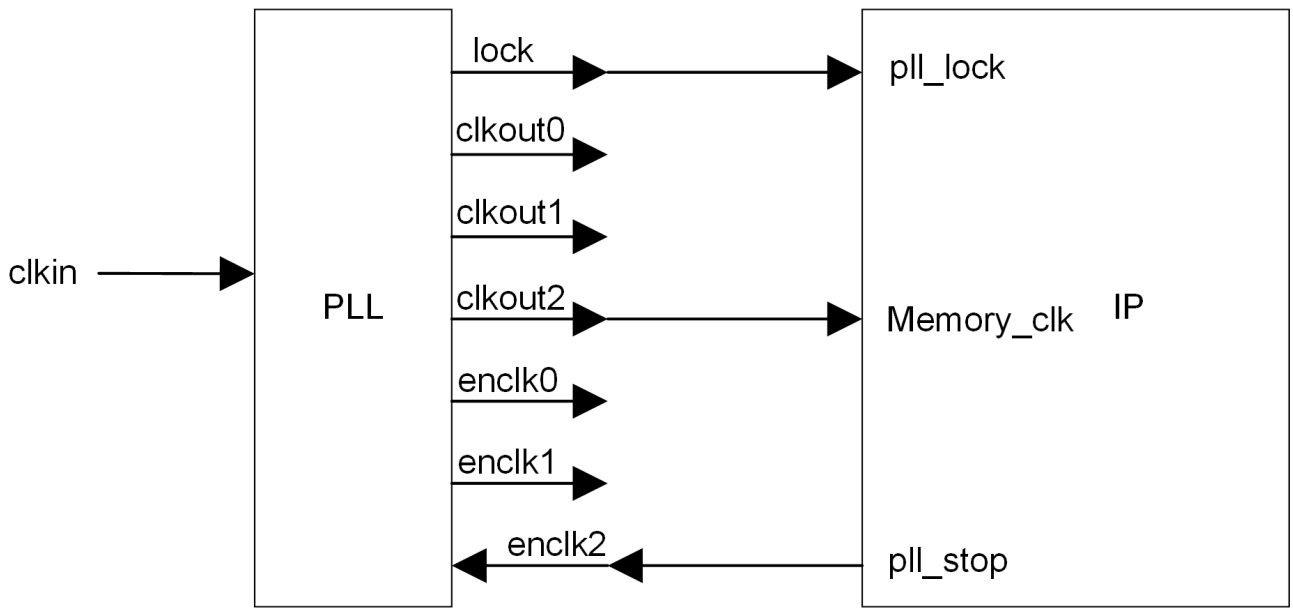 lock
pll_lock
clkout0
clkout1
clkin
PLL
clkout2
Memory_clk
IP
enclk0
enclk1
enclk2
pll_stop